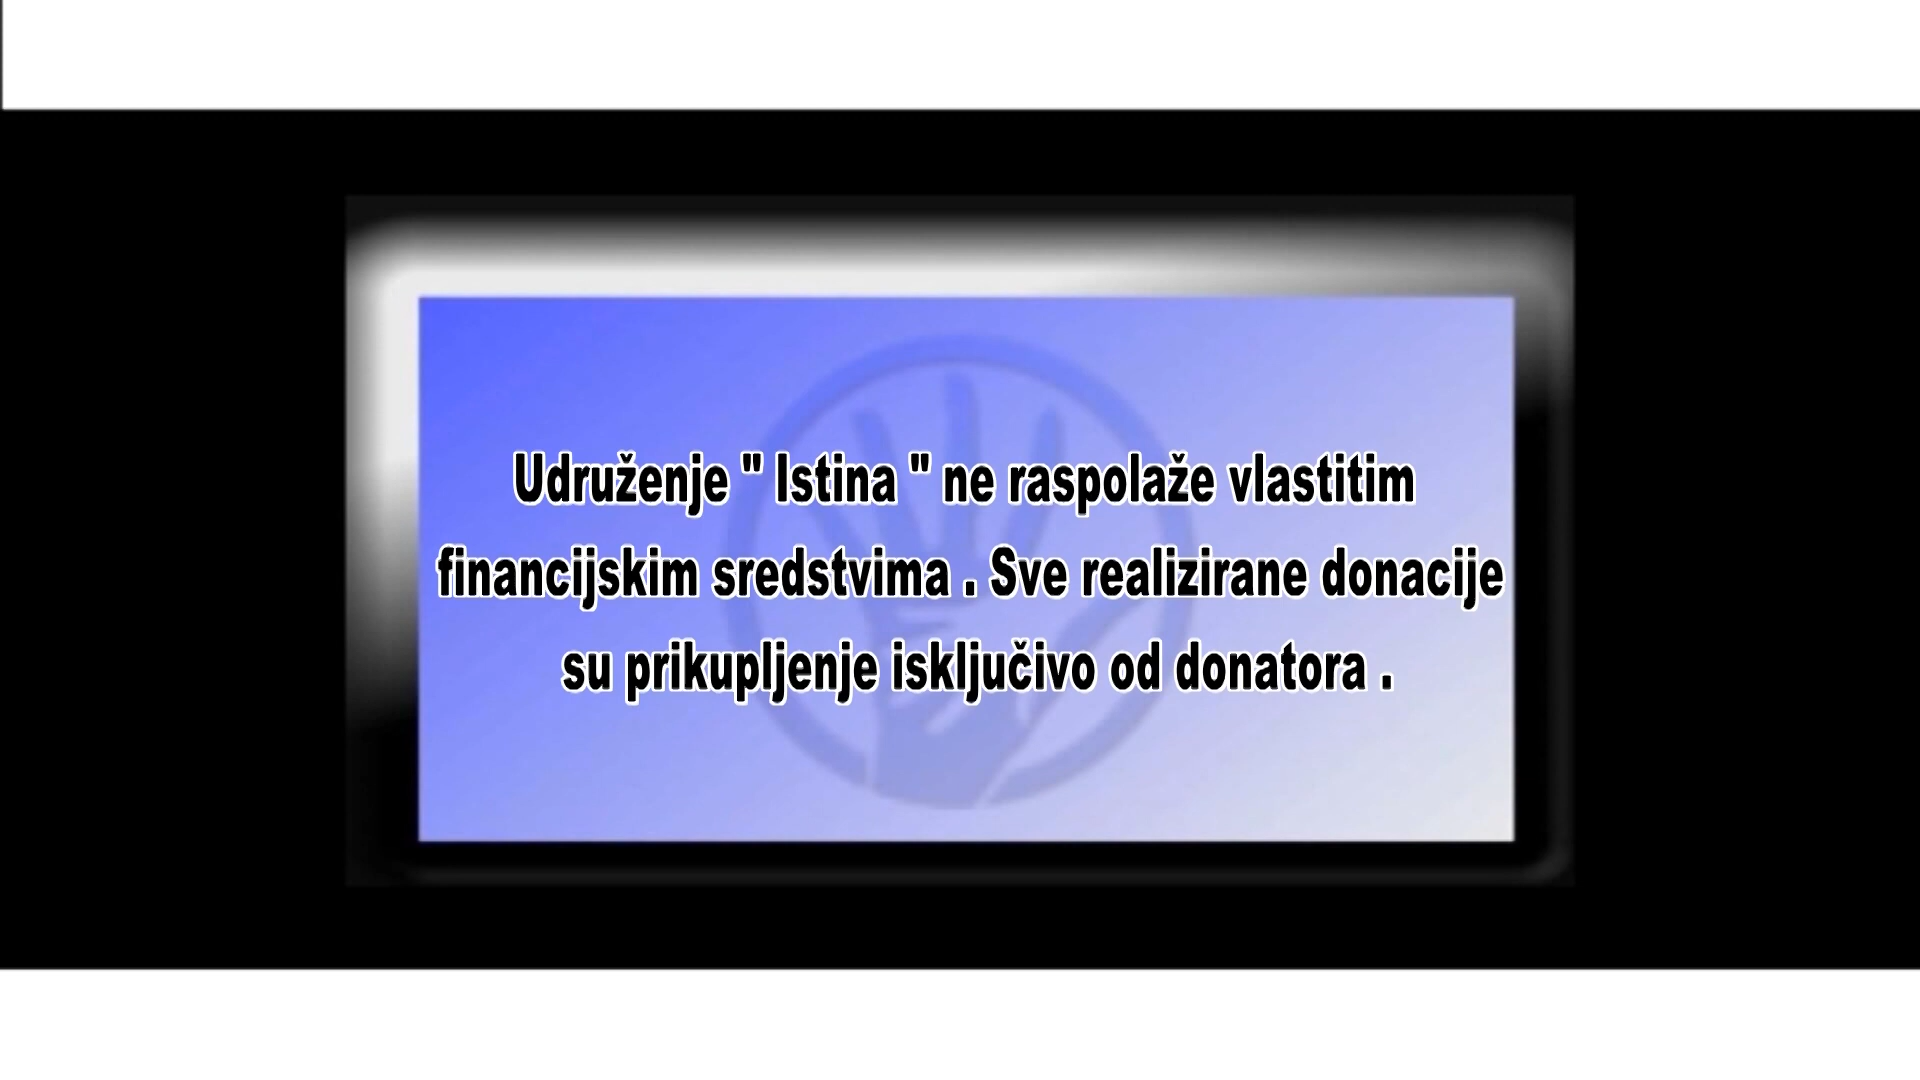 Udruženje " Istina " ne raspolaže vlastitim
financijskim sredstvima . Sve realizirane donacije
su prikupljenje isključivo od donatora .